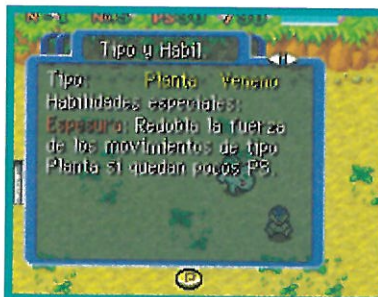 Tipo y Habil.
Tipo: Planta Veneno
Habilidades especiales:
Espesura: Redobla la fuerza
de los movimientos de tipo
Planta si quedan pocos PS.
P